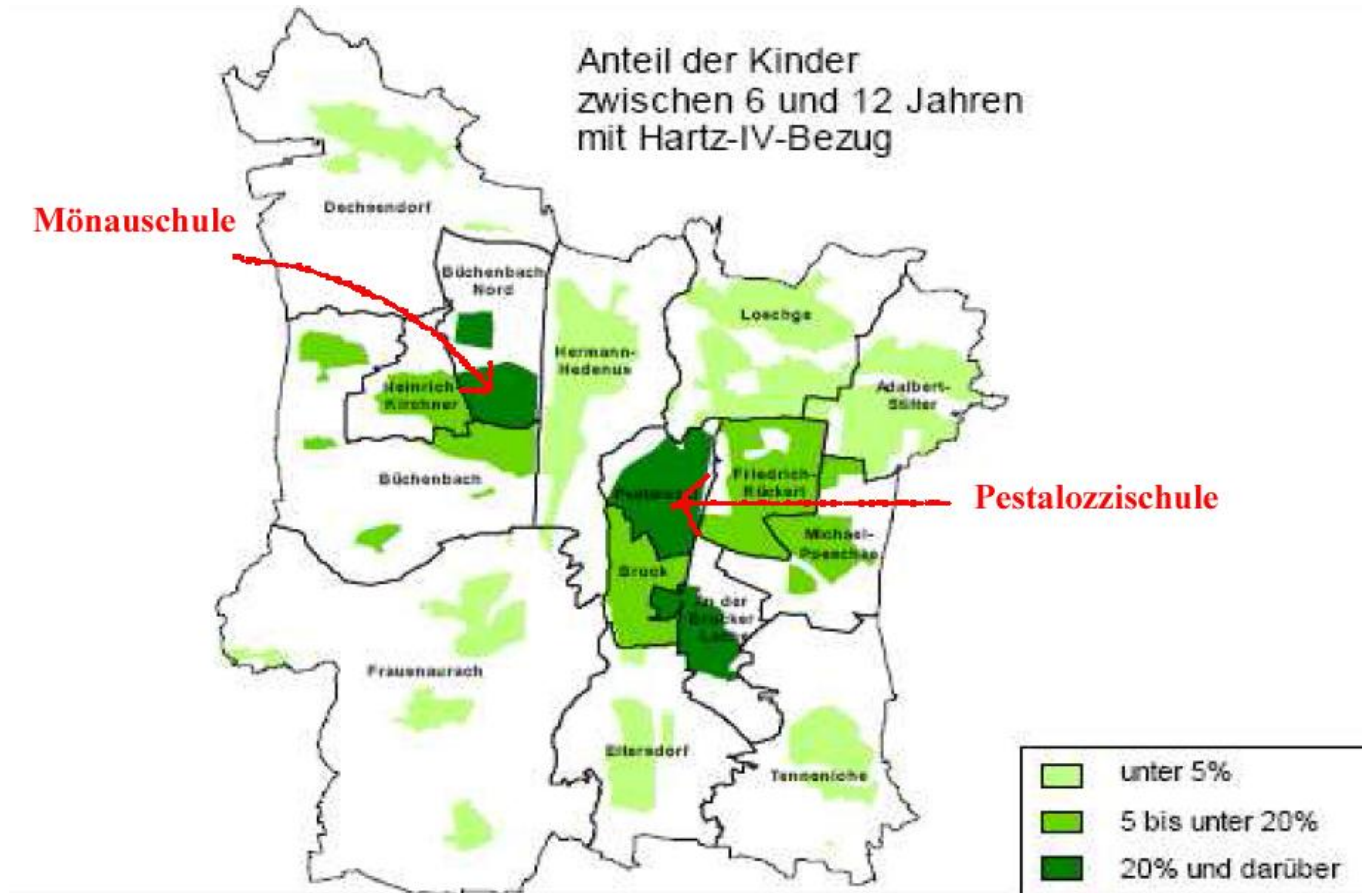 Anteil der Kinder
zwischen 6 und 12 Jahren
mit Hartz-IV-Bezug
Dechsendorf
Mönauschule
Büchenbach
Nord
Loschge
Hermann-
Hedenus
Heinrich-
Kirchner
Adalbert-
Stifter
Büchenbach
Friedrich-
Rückert
Pestalozzischule
Michael-
Poeschke
Bruck
An der
Brucker
Frauenaurach
Eltersdorf
Tennenlohe
unter 5%
5 bis unter 20%
20% und darüber